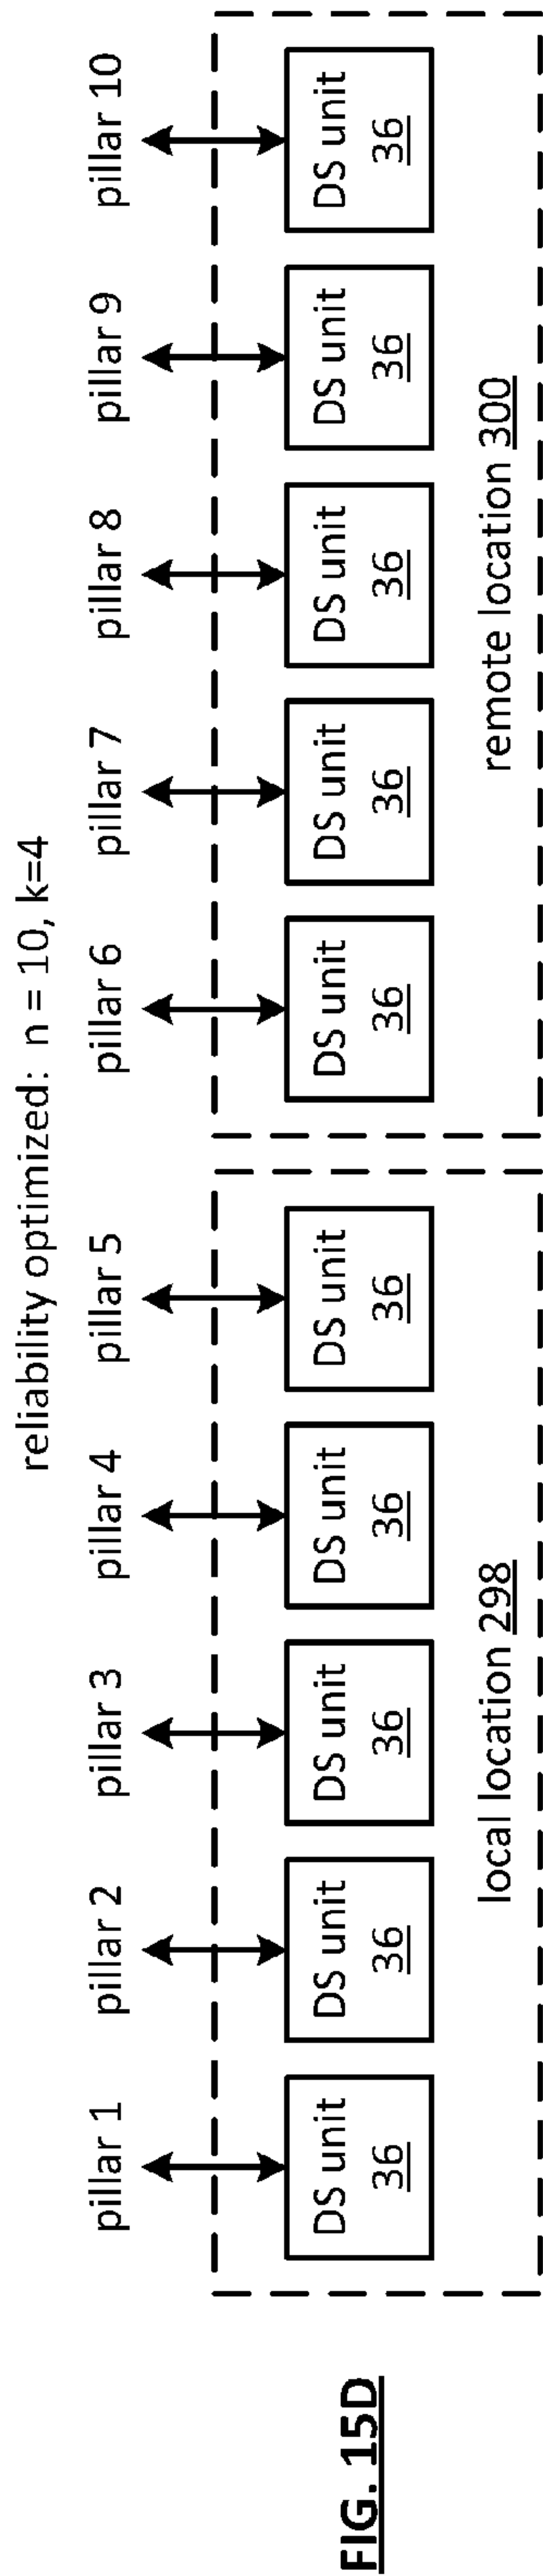 reliability optimized: n = 10, k=4
pillar 1 pillar 2 pillar 3 pillar 4 pillar 5 pillar 6 pillar 7 pillar 8 pillar 9 pillar 10
DS unit DS unit DS unit DS unit DS unit DS unit DS unit DS unit DS unit DS unit
36 36 36 36 36 36 36 36 36 36
local location 298 remote location 300
FIG. 15D